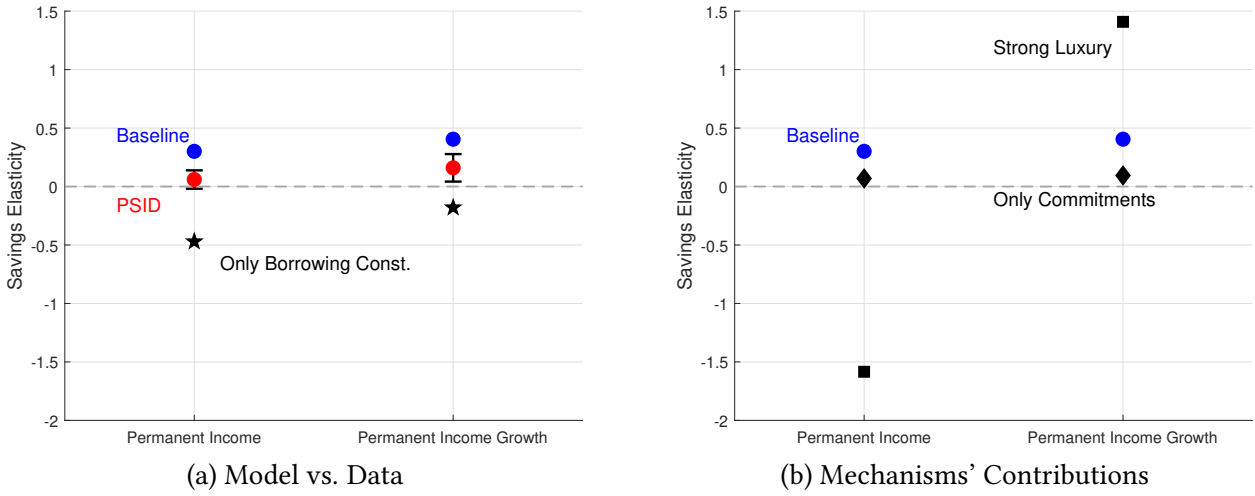 1.5
1
0.5
0
-0.5
-1
-1.5
-2
Savings Elasticity
Baseline
PSID
Only Borrowing Const.
Permanent Income
Permanent Income Growth
(a) Model vs. Data
1.5
1
0.5
0
-0.5
-1
-1.5
-2
Savings Elasticity
Strong Luxury
Baseline
Only Commitments
Permanent Income
Permanent Income Growth
(b) Mechanisms’ Contributions